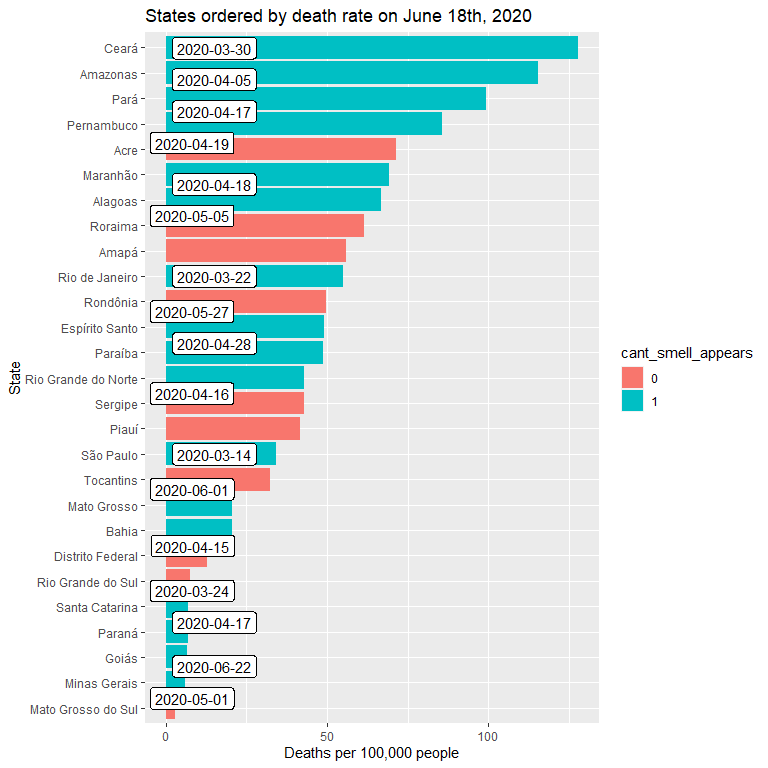 States ordered by death rate on June 18th, 2020
State
Ceará
2020-03-30
Amazonas
2020-04-05
Pará
2020-04-17
Pernambuco
2020-04-19
Acre
Maranhão
2020-04-18
Alagoas
2020-05-05
Roraima
Amapá
Rio de Janeiro
2020-03-22
Rondônia
2020-05-27
Espírito Santo
2020-04-28
Paraíba
Rio Grande do Norte
2020-04-16
Sergipe
Piauí
São Paulo
2020-03-14
Tocantins
2020-06-01
Mato Grosso
Bahia
2020-04-15
Distrito Federal
Rio Grande do Sul
2020-03-24
Santa Catarina
2020-04-17
Paraná
Goiás
2020-06-22
Minas Gerais
2020-05-01
Mato Grosso do Sul
0 50 100
Deaths per 100,000 people
cant_smell_appears
0
1